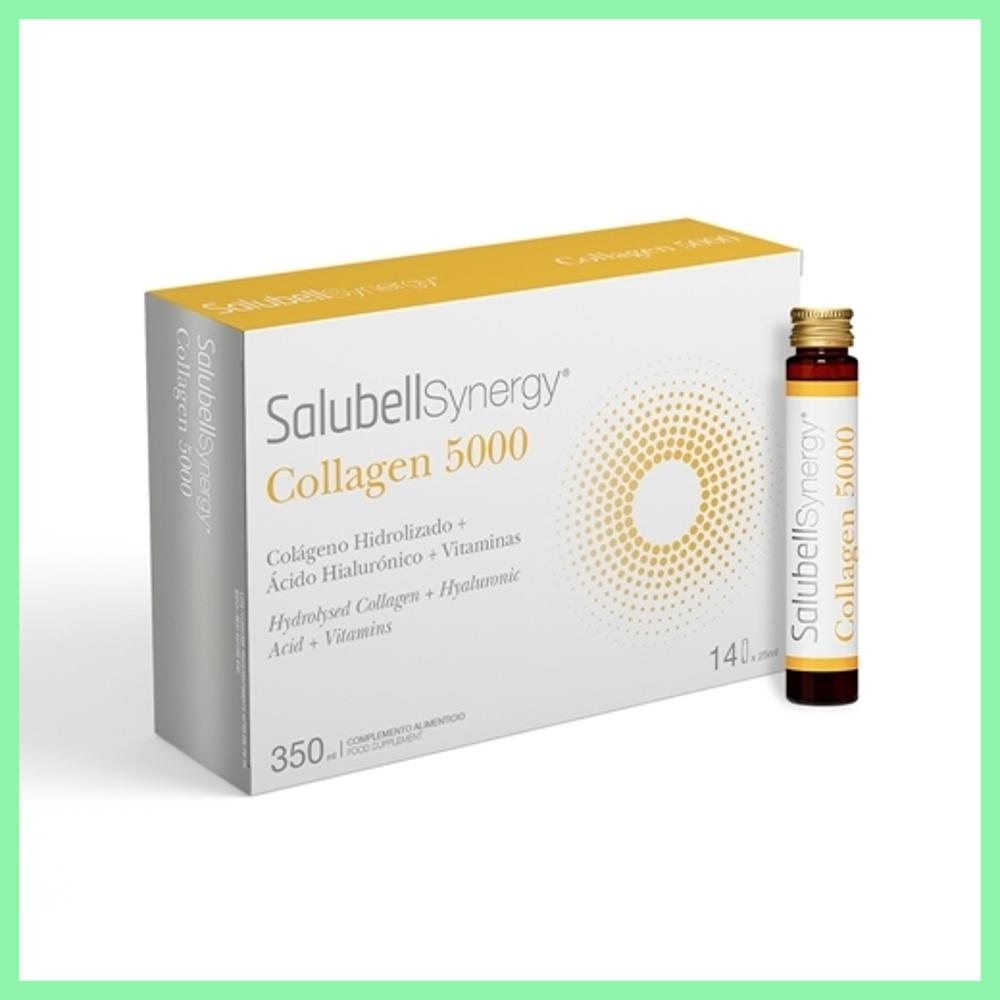 SalubellSynergy®
Collagen 5000
SalubellSynergy®
Collagen 5000
SalubellSynergy®
Collagen 5000
Colágeno Hidrolizado +
Ácido Hialurónico + Vitaminas
Hydrolysed Collagen + Hyaluronic
Acid + Vitamins
14 x 25ml
350 ml
COMPLEMENTO ALIMENTICIO
FOOD SUPPLEMENT
SalubellSynergy®
Collagen 5000